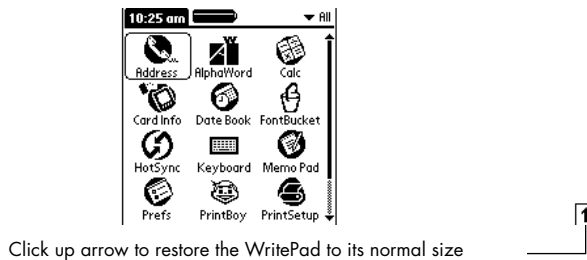 10:25 am All
Address AlphaWord Calc
Card Info Date Book FontBucket
HotSync Keyboard Memo Pad
Prefs PrintBoy PrintSetup
Click up arrow to restore the WritePad to its normal size